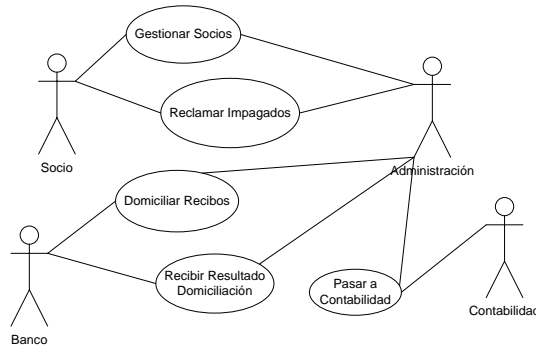 Gestionar Socios
Reclamar Impagados
Socio
Administración
Domiciliar Recibos
Recibir Resultado
Domiciliación
Pasar a
Contabilidad
Contabilidad
Banco